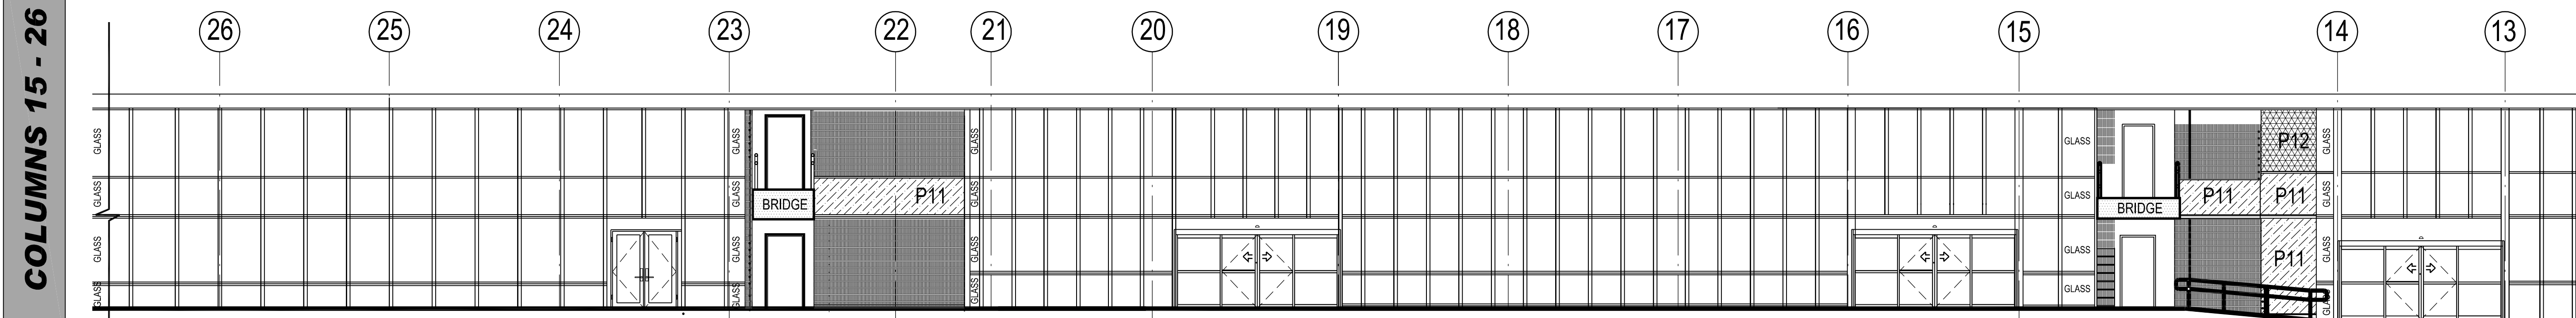 COLUMNS 15 - 26
26 25 24 23 22 21 20 19 18 17 16 15 14 13
GLASS GLASS GLASS GLASS P12 GLASS
GLASS GLASS P11 GLASS GLASS P11 P11 GLASS
BRIDGE BRIDGE
GLASS GLASS GLASS P11 GLASS
GLASS GLASS GLASS GLASS GLASS